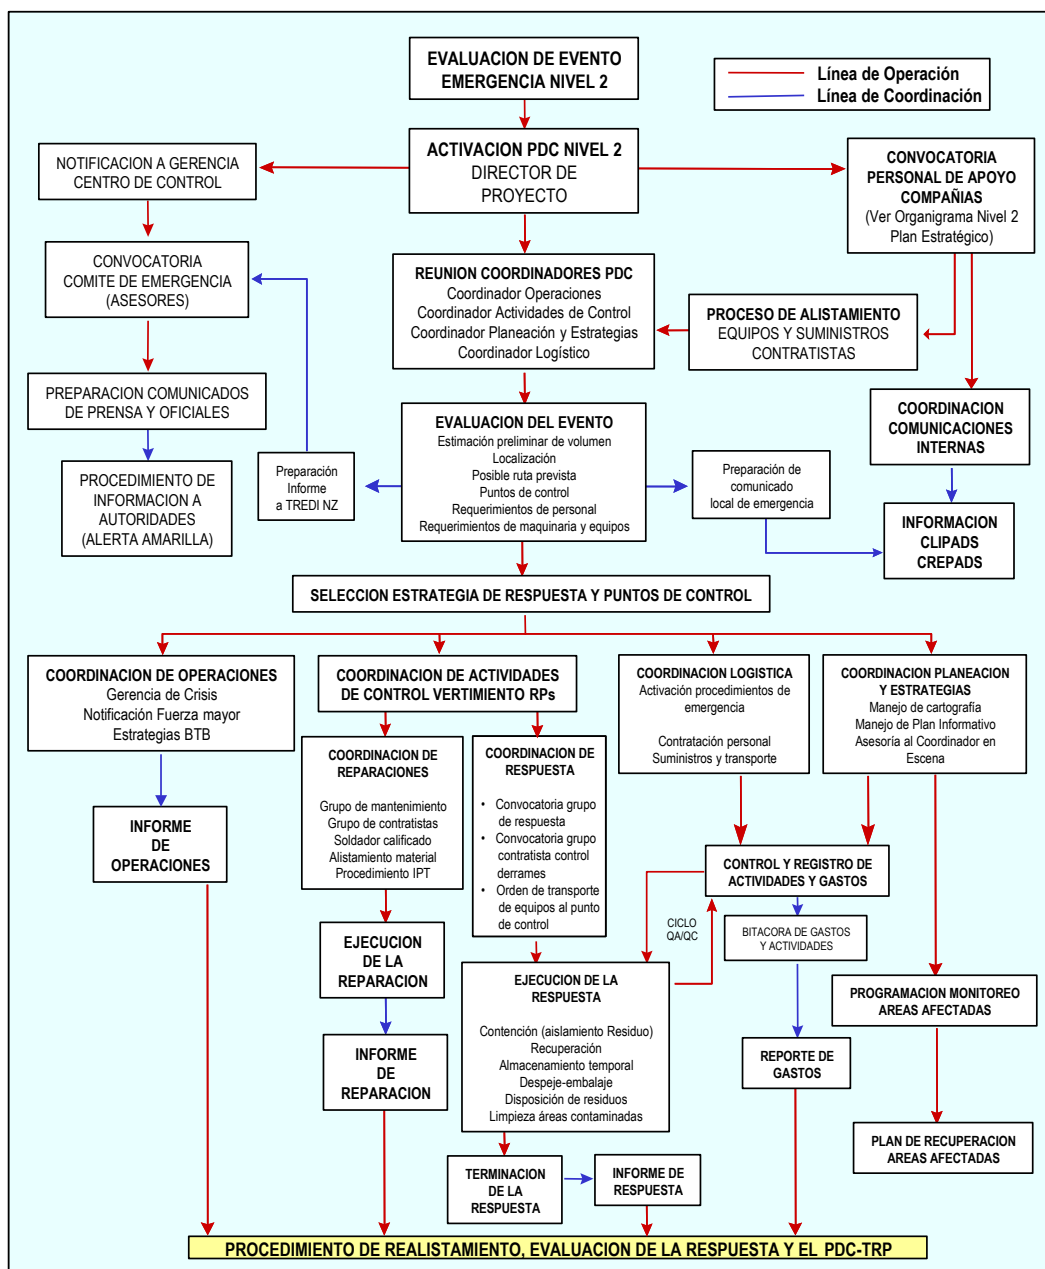 EVALUACION DE EVENTO
EMERGENCIA NIVEL 2
Línea de Operación
Línea de Coordinación
NOTIFICACION A GERENCIA
CENTRO DE CONTROL
ACTIVACION PDC NIVEL 2
DIRECTOR DE
PROYECTO
CONVOCATORIA
PERSONAL DE APOYO
COMPAÑIAS
(Ver Organigrama Nivel 2
Plan Estratégico)
CONVOCATORIA
COMITE DE EMERGENCIA
(ASESORES)
REUNION COORDINADORES PDC
Coordinador Operaciones
Coordinador Actividades de Control
Coordinador Planeación y Estrategias
Coordinador Logístico
PROCESO DE ALISTAMIENTO
EQUIPOS Y SUMINISTROS
CONTRATISTAS
PREPARACION COMUNICADOS
DE PRENSA Y OFICIALES
COORDINACION
COMUNICACIONES
INTERNAS
EVALUACION DEL EVENTO
Estimación preliminar de volumen
Localización
Posible ruta prevista
Puntos de control
Requerimientos de personal
Requerimientos de maquinaria y equipos
PROCEDIMIENTO DE
INFORMACION A
AUTORIDADES
(ALERTA AMARILLA)
Preparación
Informe
a TREDI NZ
Preparación de
comunicado
local de emergencia
INFORMACION
CLIPADS
CREPADS
SELECCION ESTRATEGIA DE RESPUESTA Y PUNTOS DE CONTROL
COORDINACION DE OPERACIONES
Gerencia de Crisis
Notificación Fuerza mayor
Estrategias BTB
COORDINACION DE ACTIVIDADES
DE CONTROL VERTIMIENTO RPs
COORDINACION LOGISTICA
Activación procedimientos de
emergencia
Contratación personal
Suministros y transporte
COORDINACION PLANEACION
Y ESTRATEGIAS
Manejo de cartografía
Manejo de Plan Informativo
Asesoría al Coordinador en
Escena
COORDINACION DE
REPARACIONES
Grupo de mantenimiento
Grupo de contratistas
Soldador calificado
Alistamiento material
Procedimiento IPT
COORDINACION DE
RESPUESTA
• Convocatoria grupo
de respuesta
• Convocatoria grupo
contratista control
derrames
• Orden de transporte
de equipos al punto
de control
INFORME
DE
OPERACIONES
CONTROL Y REGISTRO DE
ACTIVIDADES Y GASTOS
CICLO
QA/QC
BITACORA DE GASTOS
Y ACTIVIDADES
EJECUCION
DE LA
REPARACION
EJECUCION DE LA
RESPUESTA
Contención (aislamiento Residuo)
Recuperación
Almacenamiento temporal
Despeje-embalaje
Disposición de residuos
Limpieza áreas contaminadas
PROGRAMACION MONITOREO
AREAS AFECTADAS
INFORME
DE
REPARACION
REPORTE DE
GASTOS
PLAN DE RECUPERACION
AREAS AFECTADAS
TERMINACION
DE LA
RESPUESTA
INFORME DE
RESPUESTA
PROCEDIMIENTO DE REALISTAMIENTO, EVALUACION DE LA RESPUESTA Y EL PDC-TRP